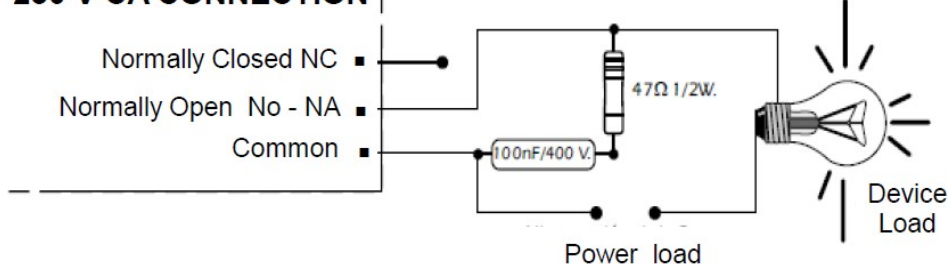 Normally Closed NC
Normally Open No - NA
Common
47Ω 1/2W.
100nF/400 V.
Device
Load
Power load